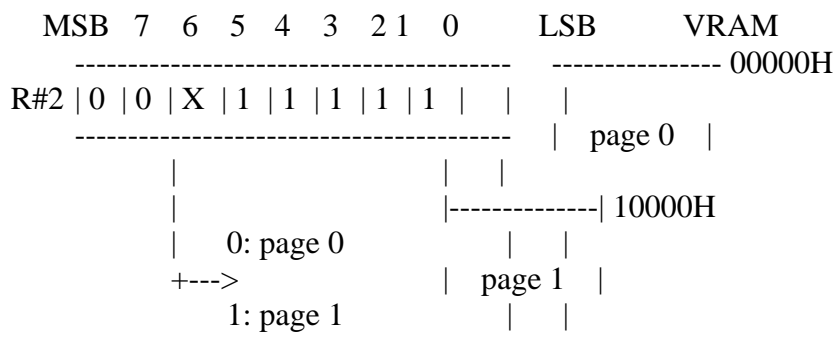 MSB 7 6 5 4 3 2 1 0 LSB VRAM
---------------------------------------- ---------------- 00000H
R#2 | 0 | 0 | X | 1 | 1 | 1 | 1 | 1 | | |
---------------------------------------- | page 0 |
| | |
| |--------------| 10000H
| 0: page 0 | |
+---> | page 1 |
1: page 1 | |